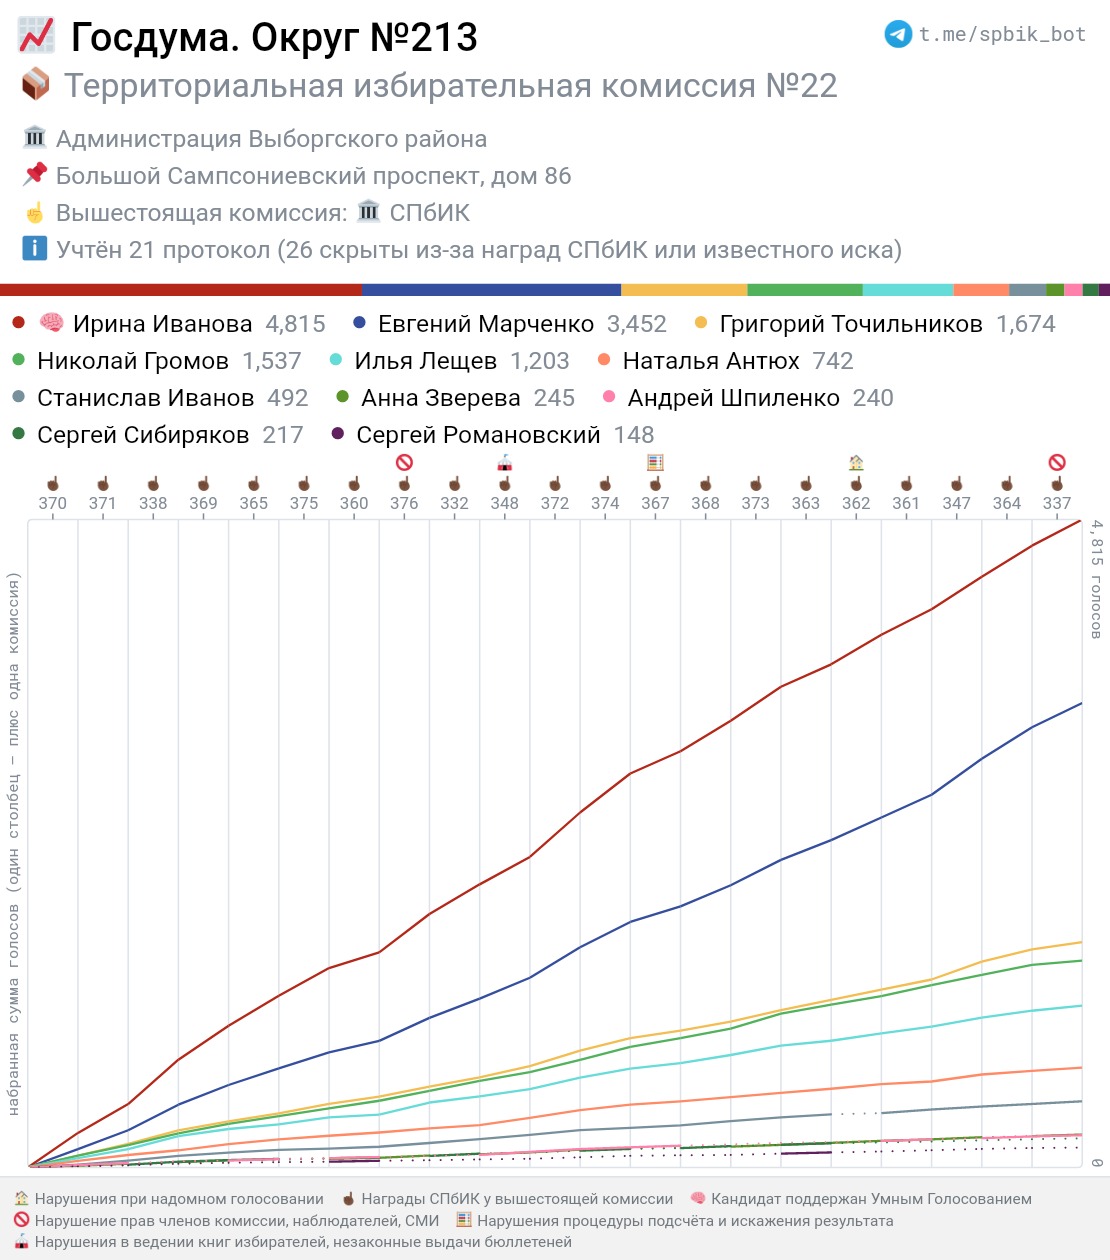 Госдума. Округ №213
t.me/spbik_bot
Территориальная избирательная комиссия №22
Администрация Выборгского района
Большой Сампсониевский проспект, дом 86
Вышестоящая комиссия: СПбИК
Учтён 21 протокол (26 скрыты из-за наград СПбИК или известного иска)
Ирина Иванова 4,815 Евгений Марченко 3,452 Григорий Точильников 1,674
Николай Громов 1,537 Илья Лещев 1,203 Наталья Антюх 742
Станислав Иванов 492 Анна Зверева 245 Андрей Шпиленко 240
Сергей Сибиряков 217 Сергей Романовский 148
370 371 338 369 365 375 360 376 332 348 372 374 367 368 373 363 362 361 347 364 337
набранная сумма голосов (один столбец — плюс одна комиссия)
4,815 голосов
0
Нарушения при надомном голосовании Награды СПбИК у вышестоящей комиссии Кандидат поддержан Умным Голосованием
Нарушение прав членов комиссии, наблюдателей, СМИ Нарушения процедуры подсчёта и искажения результата
Нарушения в ведении книг избирателей, незаконные выдачи бюллетеней